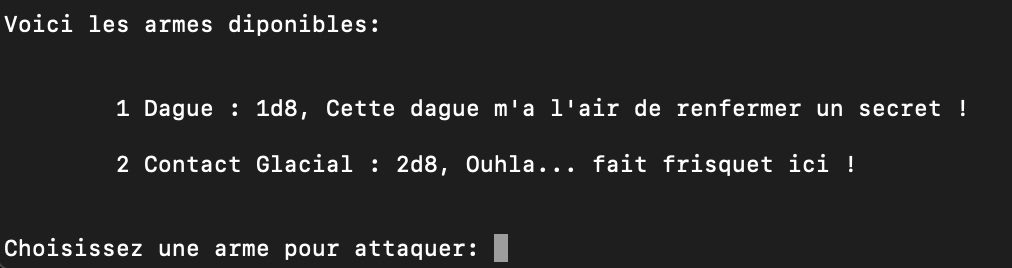 Voici les armes diponibles:
1 Dague : 1d8, Cette dague m'a l'air de renfermer un secret !
2 Contact Glacial : 2d8, Ouhla... fait frisquet ici !
Choisissez une arme pour attaquer: